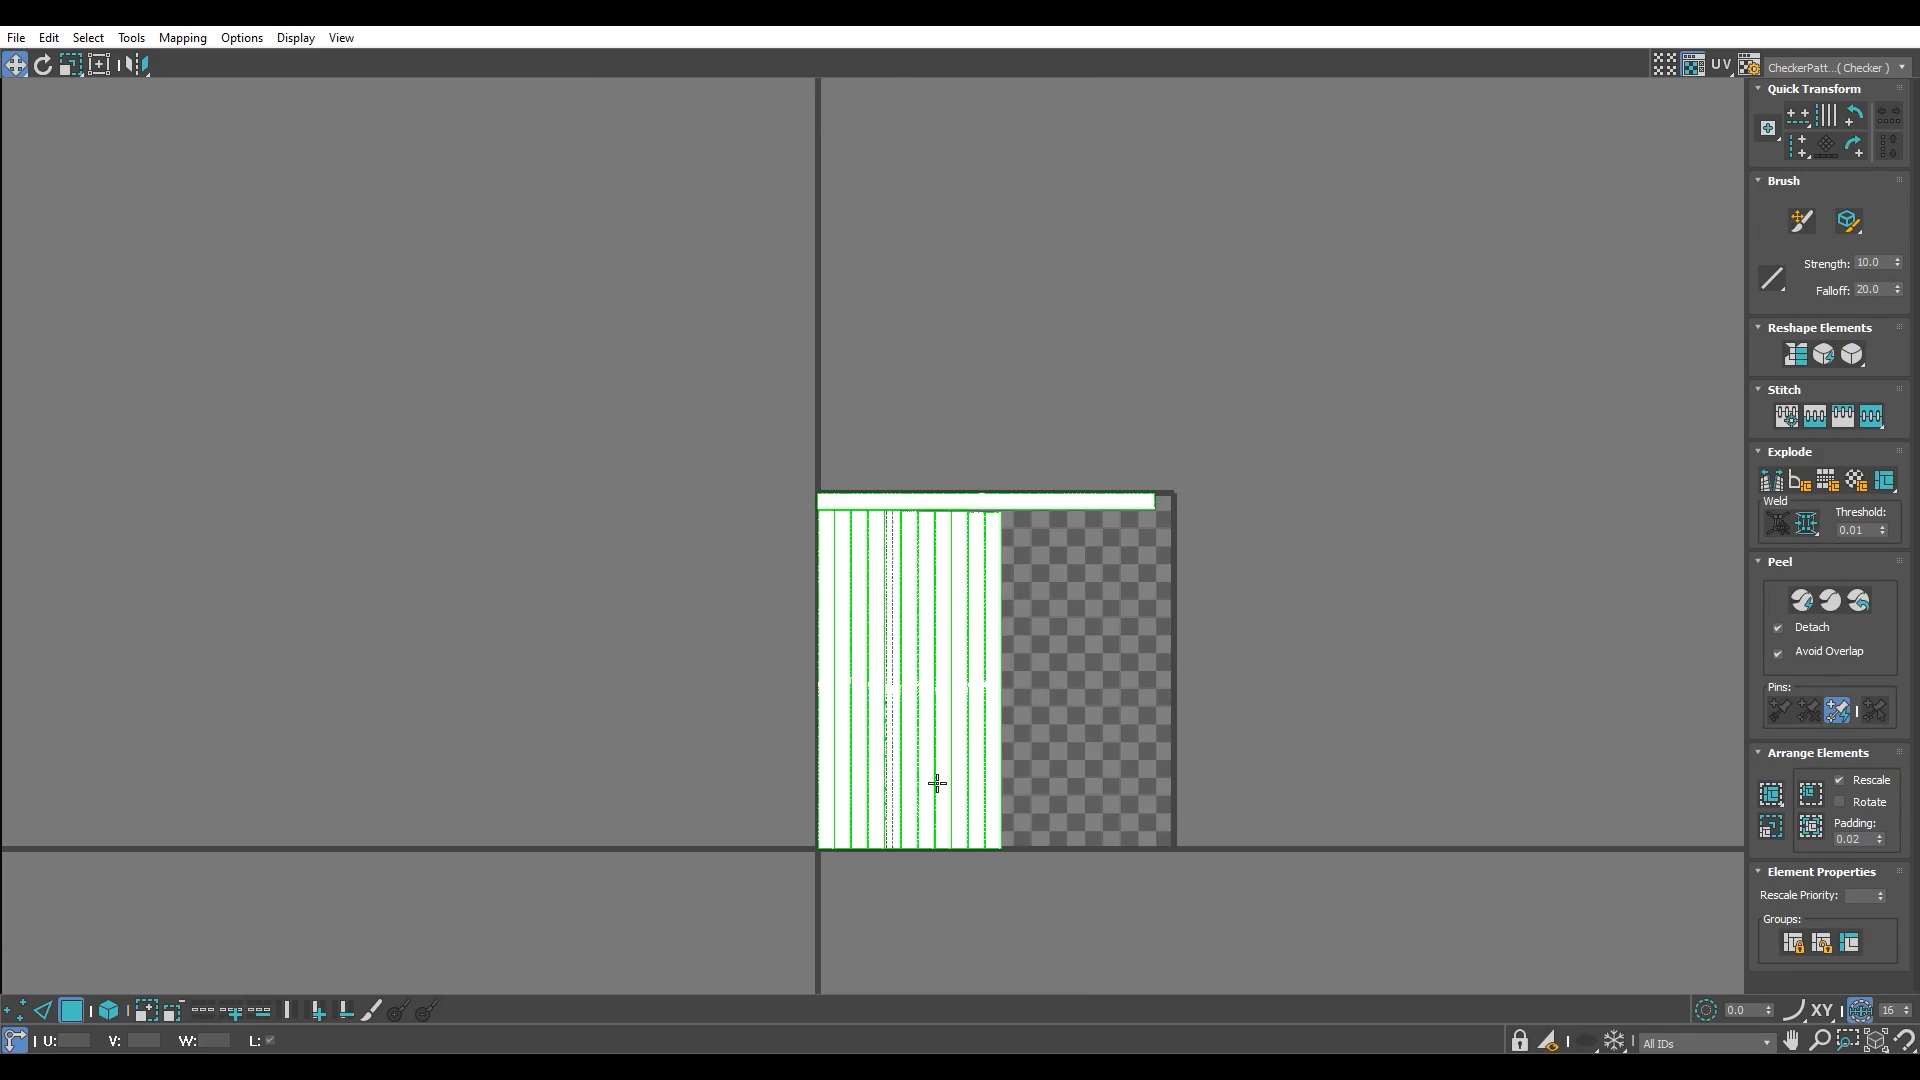 File Edit Select Tools Mapping Options Display View
UV CheckerPatt...( Checker )
Quick Transform
Brush
Strength: 10.0
Falloff: 20.0
Reshape Elements
Stitch
Explode
Weld
Threshold:
0.01
Peel
Detach
Avoid Overlap
Pins:
Arrange Elements
Rescale
Rotate
Padding:
0.02
Element Properties
Rescale Priority:
Groups:
0.0 XY 16
U: V: W: L: All IDs